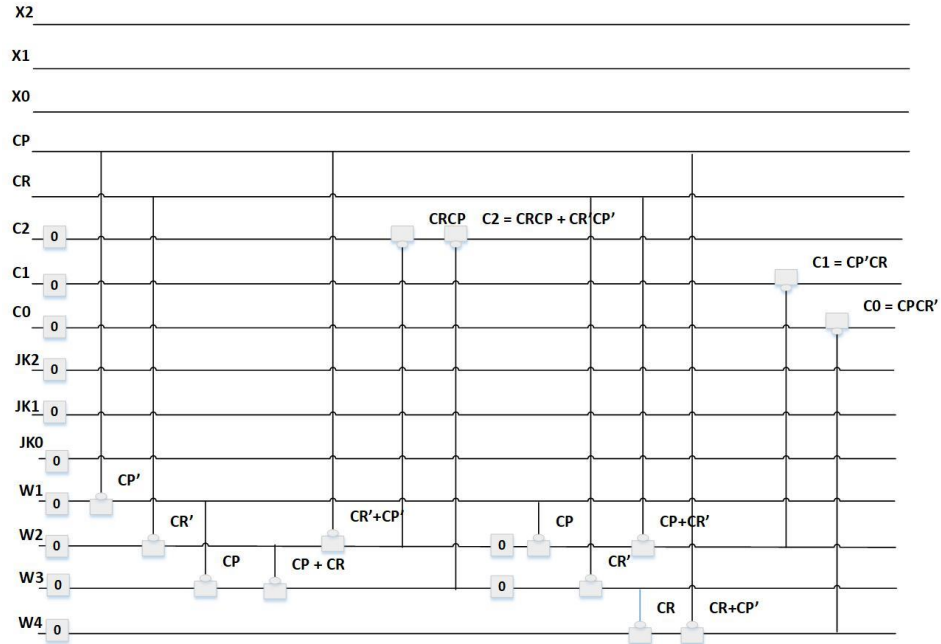 X2
X1
X0
CP
CR
C2 0 CRCP C2 = CRCP + CR'CP'
C1 0 C1 = CP'CR
C0 0 C0 = CPCR'
JK2 0
JK1 0
JK0 0
W1 0 CP'
W2 0 CR' CR'+CP' 0 CP CP+CR'
W3 0 CP CP + CR 0 CR'
W4 0 CR CR+CP'